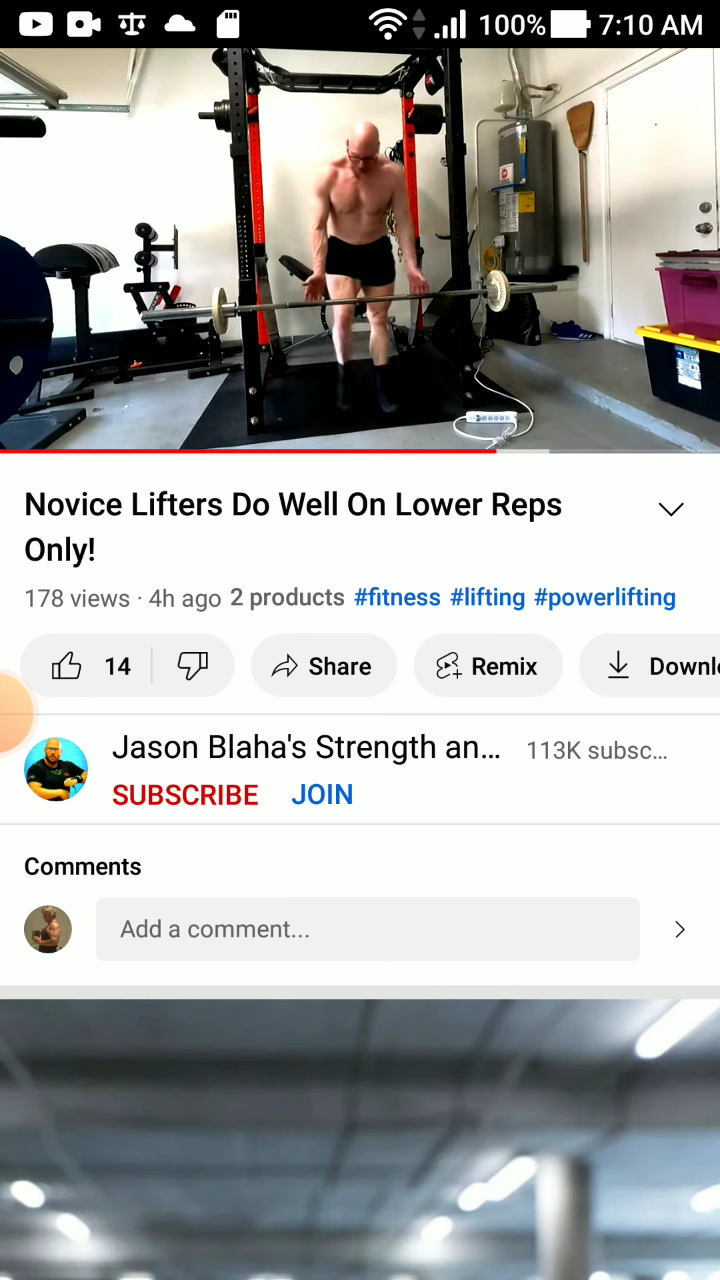 100% 7:10 AM
Novice Lifters Do Well On Lower Reps
Only!
178 views · 4h ago 2 products #fitness #lifting #powerlifting
14 Share Remix Downl
Jason Blaha's Strength an... 113K subsc...
SUBSCRIBE JOIN
Comments
Add a comment...